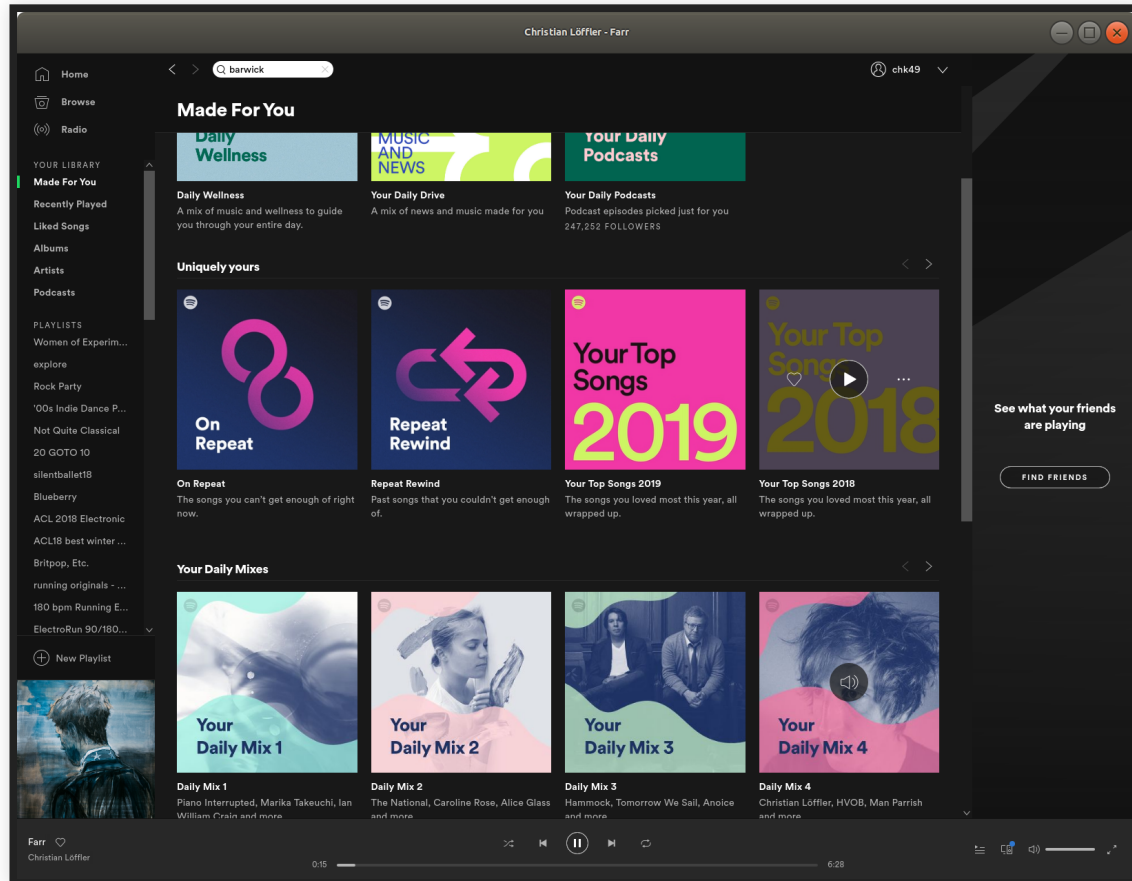 Christian Löffler - Farr
Home
Browse
Radio
YOUR LIBRARY
Made For You
Recently Played
Liked Songs
Albums
Artists
Podcasts
PLAYLISTS
Women of Experim...
explore
Rock Party
'00s Indie Dance P...
Not Quite Classical
20 GOTO 10
silentballet18
Blueberry
ACL 2018 Electronic
ACL18 best winter ...
Britpop, Etc.
running originals - ...
180 bpm Running E...
ElectroRun 90/180...
New Playlist
barwick
chk49
Made For You
Daily
Wellness
MUSIC
AND
NEWS
Your Daily
Podcasts
Daily Wellness
A mix of music and wellness to guide
you through your entire day.
Your Daily Drive
A mix of news and music made for you
Your Daily Podcasts
Podcast episodes picked just for you
247,252 FOLLOWERS
Uniquely yours
On
Repeat
Repeat
Rewind
Your Top
Songs
2019
Your Top
Songs
2018
On Repeat
The songs you can't get enough of right
now.
Repeat Rewind
Past songs that you couldn't get enough
of.
Your Top Songs 2019
The songs you loved most this year, all
wrapped up.
Your Top Songs 2018
The songs you loved most this year, all
wrapped up.
Your Daily Mixes
Your
Daily Mix 1
Your
Daily Mix 2
Your
Daily Mix 3
Your
Daily Mix 4
Daily Mix 1
Piano Interrupted, Marika Takeuchi, Ian
William Craig and more
Daily Mix 2
The National, Caroline Rose, Alice Glass
and more
Daily Mix 3
Hammock, Tomorrow We Sail, Anoice
and more
Daily Mix 4
Christian Löffler, HVOB, Man Parrish
and more
See what your friends
are playing
FIND FRIENDS
Farr
Christian Löffler
0:15
6:28